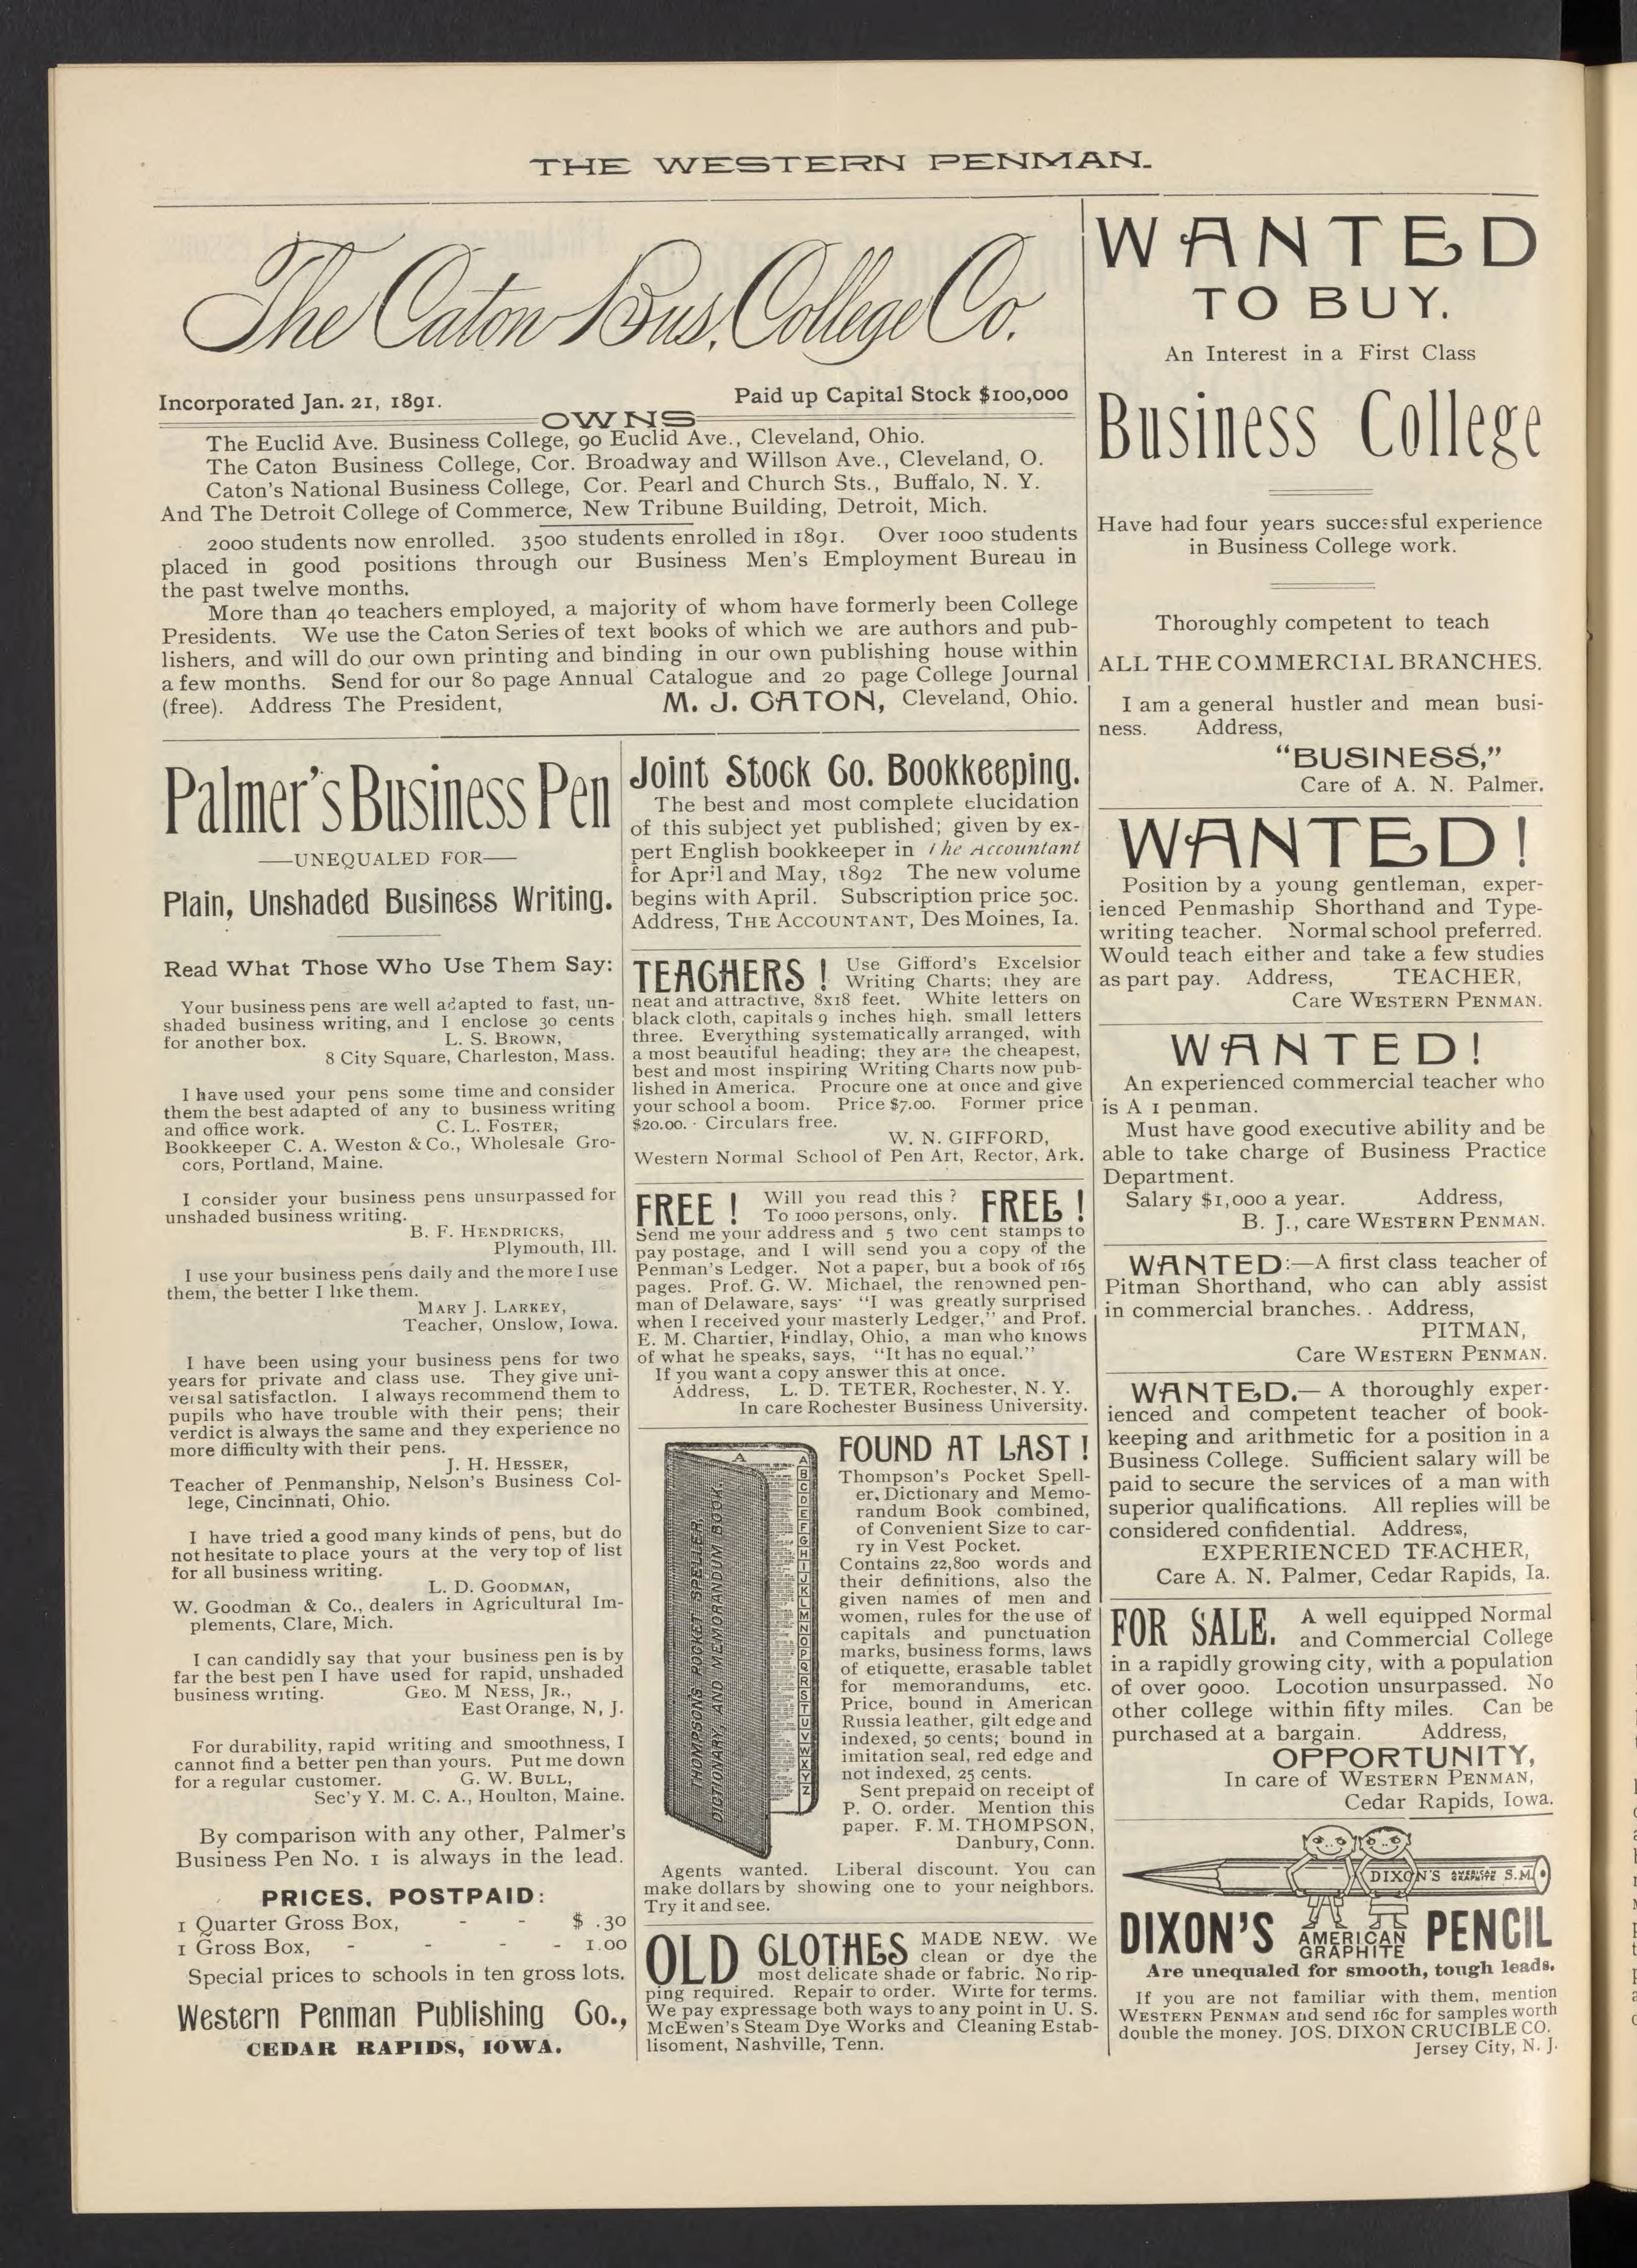 THE WESTERN PENMAN.
The Caton Bus. College Co.
Incorporated Jan. 21, 1891. Paid up Capital Stock $100,000
OWNS
The Euclid Ave. Business College, 90 Euclid Ave., Cleveland, Ohio.
The Caton Business College, Cor. Broadway and Willson Ave., Cleveland, O.
Caton's National Business College, Cor. Pearl and Church Sts., Buffalo, N. Y.
And The Detroit College of Commerce, New Tribune Building, Detroit, Mich.
2000 students now enrolled. 3500 students enrolled in 1891. Over 1000 students
placed in good positions through our Business Men's Employment Bureau in
the past twelve months.
More than 40 teachers employed, a majority of whom have formerly been College
Presidents. We use the Caton Series of text books of which we are authors and pub-
lishers, and will do our own printing and binding in our own publishing house within
a few months. Send for our 80 page Annual Catalogue and 20 page College Journal
(free). Address The President, M. J. CATON, Cleveland, Ohio.
Palmer's Business Pen
—UNEQUALED FOR—
Plain, Unshaded Business Writing.
Read What Those Who Use Them Say:
Your business pens are well adapted to fast, un-
shaded business writing, and I enclose 30 cents
for another box. L. S. BROWN,
8 City Square, Charleston, Mass.
I have used your pens some time and consider
them the best adapted of any to business writing
and office work. C. L. FOSTER,
Bookkeeper C. A. Weston & Co., Wholesale Gro-
cors, Portland, Maine.
I consider your business pens unsurpassed for
unshaded business writing.
B. F. HENDRICKS,
Plymouth, Ill.
I use your business pens daily and the more I use
them, the better I like them.
MARY J. LARKEY,
Teacher, Onslow, Iowa.
I have been using your business pens for two
years for private and class use. They give uni-
versal satisfaction. I always recommend them to
pupils who have trouble with their pens; their
verdict is always the same and they experience no
more difficulty with their pens.
J. H. HESSER,
Teacher of Penmanship, Nelson's Business Col-
lege, Cincinnati, Ohio.
I have tried a good many kinds of pens, but do
not hesitate to place yours at the very top of list
for all business writing.
L. D. GOODMAN,
W. Goodman & Co., dealers in Agricultural Im-
plements, Clare, Mich.
I can candidly say that your business pen is by
far the best pen I have used for rapid, unshaded
business writing. GEO. M NESS, JR.,
East Orange, N, J.
For durability, rapid writing and smoothness, I
cannot find a better pen than yours. Put me down
for a regular customer. G. W. BULL,
Sec'y Y. M. C. A., Houlton, Maine.
By comparison with any other, Palmer's
Business Pen No. 1 is always in the lead.
PRICES, POSTPAID:
1 Quarter Gross Box, - - $ .30
1 Gross Box, - - - - 1.00
Special prices to schools in ten gross lots.
Western Penman Publishing Co.,
CEDAR RAPIDS, IOWA.
Joint Stock Co. Bookkeeping.
The best and most complete elucidation
of this subject yet published; given by ex-
pert English bookkeeper in The Accountant
for April and May, 1892 The new volume
begins with April. Subscription price 50c.
Address, THE ACCOUNTANT, Des Moines, Ia.
TEACHERS! Use Gifford's Excelsior
Writing Charts; they are
neat and attractive, 8x18 feet. White letters on
black cloth, capitals 9 inches high. small letters
three. Everything systematically arranged, with
a most beautiful heading; they are the cheapest,
best and most inspiring Writing Charts now pub-
lished in America. Procure one at once and give
your school a boom. Price $7.00. Former price
$20.00. Circulars free.
W. N. GIFFORD,
Western Normal School of Pen Art, Rector, Ark.
FREE! Will you read this? FREE!
To 1000 persons, only.
Send me your address and 5 two cent stamps to
pay postage, and I will send you a copy of the
Penman's Ledger. Not a paper, but a book of 165
pages. Prof. G. W. Michael, the renowned pen-
man of Delaware, says "I was greatly surprised
when I received your masterly Ledger," and Prof.
E. M. Chartier, Findlay, Ohio, a man who knows
of what he speaks, says, "It has no equal."
If you want a copy answer this at once.
Address, L. D. TETER, Rochester, N. Y.
In care Rochester Business University.
A
A
B
C
D
E
F
G
H
I
J
K
L
M
N
O
P
Q
R
S
T
U
V
W
X
Y
Z
THOMPSON'S POCKET SPELLER,
DICTIONARY, AND MEMORANDUM BOOK.
FOUND AT LAST!
Thompson's Pocket Spell-
er, Dictionary and Memo-
randum Book combined,
of Convenient Size to car-
ry in Vest Pocket.
Contains 22,800 words and
their definitions, also the
given names of men and
women, rules for the use of
capitals and punctuation
marks, business forms, laws
of etiquette, erasable tablet
for memorandums, etc.
Price, bound in American
Russia leather, gilt edge and
indexed, 50 cents; bound in
imitation seal, red edge and
not indexed, 25 cents.
Sent prepaid on receipt of
P. O. order. Mention this
paper. F. M. THOMPSON,
Danbury, Conn.
Agents wanted. Liberal discount. You can
make dollars by showing one to your neighbors.
Try it and see.
OLD CLOTHES MADE NEW. We
clean or dye the
most delicate shade or fabric. No rip-
ping required. Repair to order. Wirte for terms.
We pay expressage both ways to any point in U. S.
McEwen's Steam Dye Works and Cleaning Estab-
lisoment, Nashville, Tenn.
WANTED
TO BUY.
An Interest in a First Class
Business College
Have had four years successful experience
in Business College work.
Thoroughly competent to teach
ALL THE COMMERCIAL BRANCHES.
I am a general hustler and mean busi-
ness. Address,
"BUSINESS,"
Care of A. N. Palmer.
WANTED!
Position by a young gentleman, exper-
ienced Penmaship Shorthand and Type-
writing teacher. Normal school preferred.
Would teach either and take a few studies
as part pay. Address, TEACHER,
Care WESTERN PENMAN.
WANTED!
An experienced commercial teacher who
is A 1 penman.
Must have good executive ability and be
able to take charge of Business Practice
Department.
Salary $1,000 a year. Address,
B. J., care WESTERN PENMAN.
WANTED:—A first class teacher of
Pitman Shorthand, who can ably assist
in commercial branches. . Address,
PITMAN,
Care WESTERN PENMAN.
WANTED.— A thoroughly exper-
ienced and competent teacher of book-
keeping and arithmetic for a position in a
Business College. Sufficient salary will be
paid to secure the services of a man with
superior qualifications. All replies will be
considered confidential. Address,
EXPERIENCED TEACHER,
Care A. N. Palmer, Cedar Rapids, Ia.
FOR SALE. A well equipped Normal
and Commercial College
in a rapidly growing city, with a population
of over 9000. Locotion unsurpassed. No
other college within fifty miles. Can be
purchased at a bargain. Address,
OPPORTUNITY,
In care of WESTERN PENMAN,
Cedar Rapids, Iowa.
DIXON'S AMERICAN GRAPHITE S.M.
DIXON'S AMERICAN GRAPHITE PENCIL
Are unequaled for smooth, tough leads.
If you are not familiar with them, mention
WESTERN PENMAN and send 16c for samples worth
double the money. JOS. DIXON CRUCIBLE CO.
Jersey City, N. J.